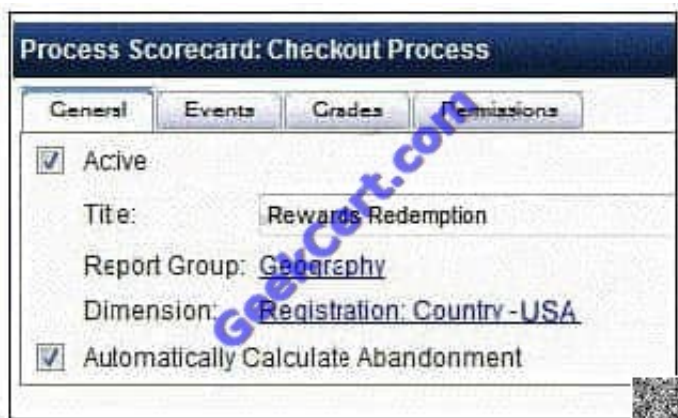 Process Scorecard: Checkout Process
General Events Grades Permissions
Active
Title: Rewards Redemption
Report Group: Geography
Dimension: Registration: Country - USA
Automatically Calculate Abandonment
GeekCert.com